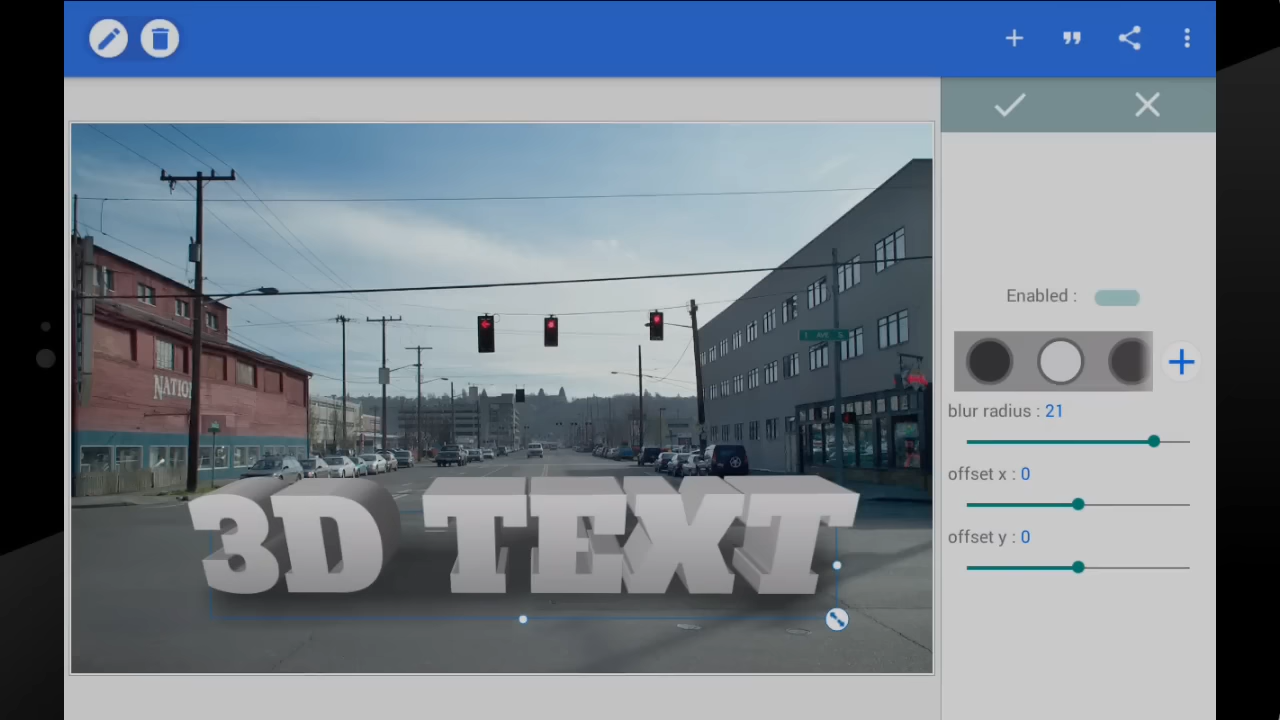 Enabled :
blur radius : 21
offset x : 0
offset y : 0
NATIO
3D TEXT